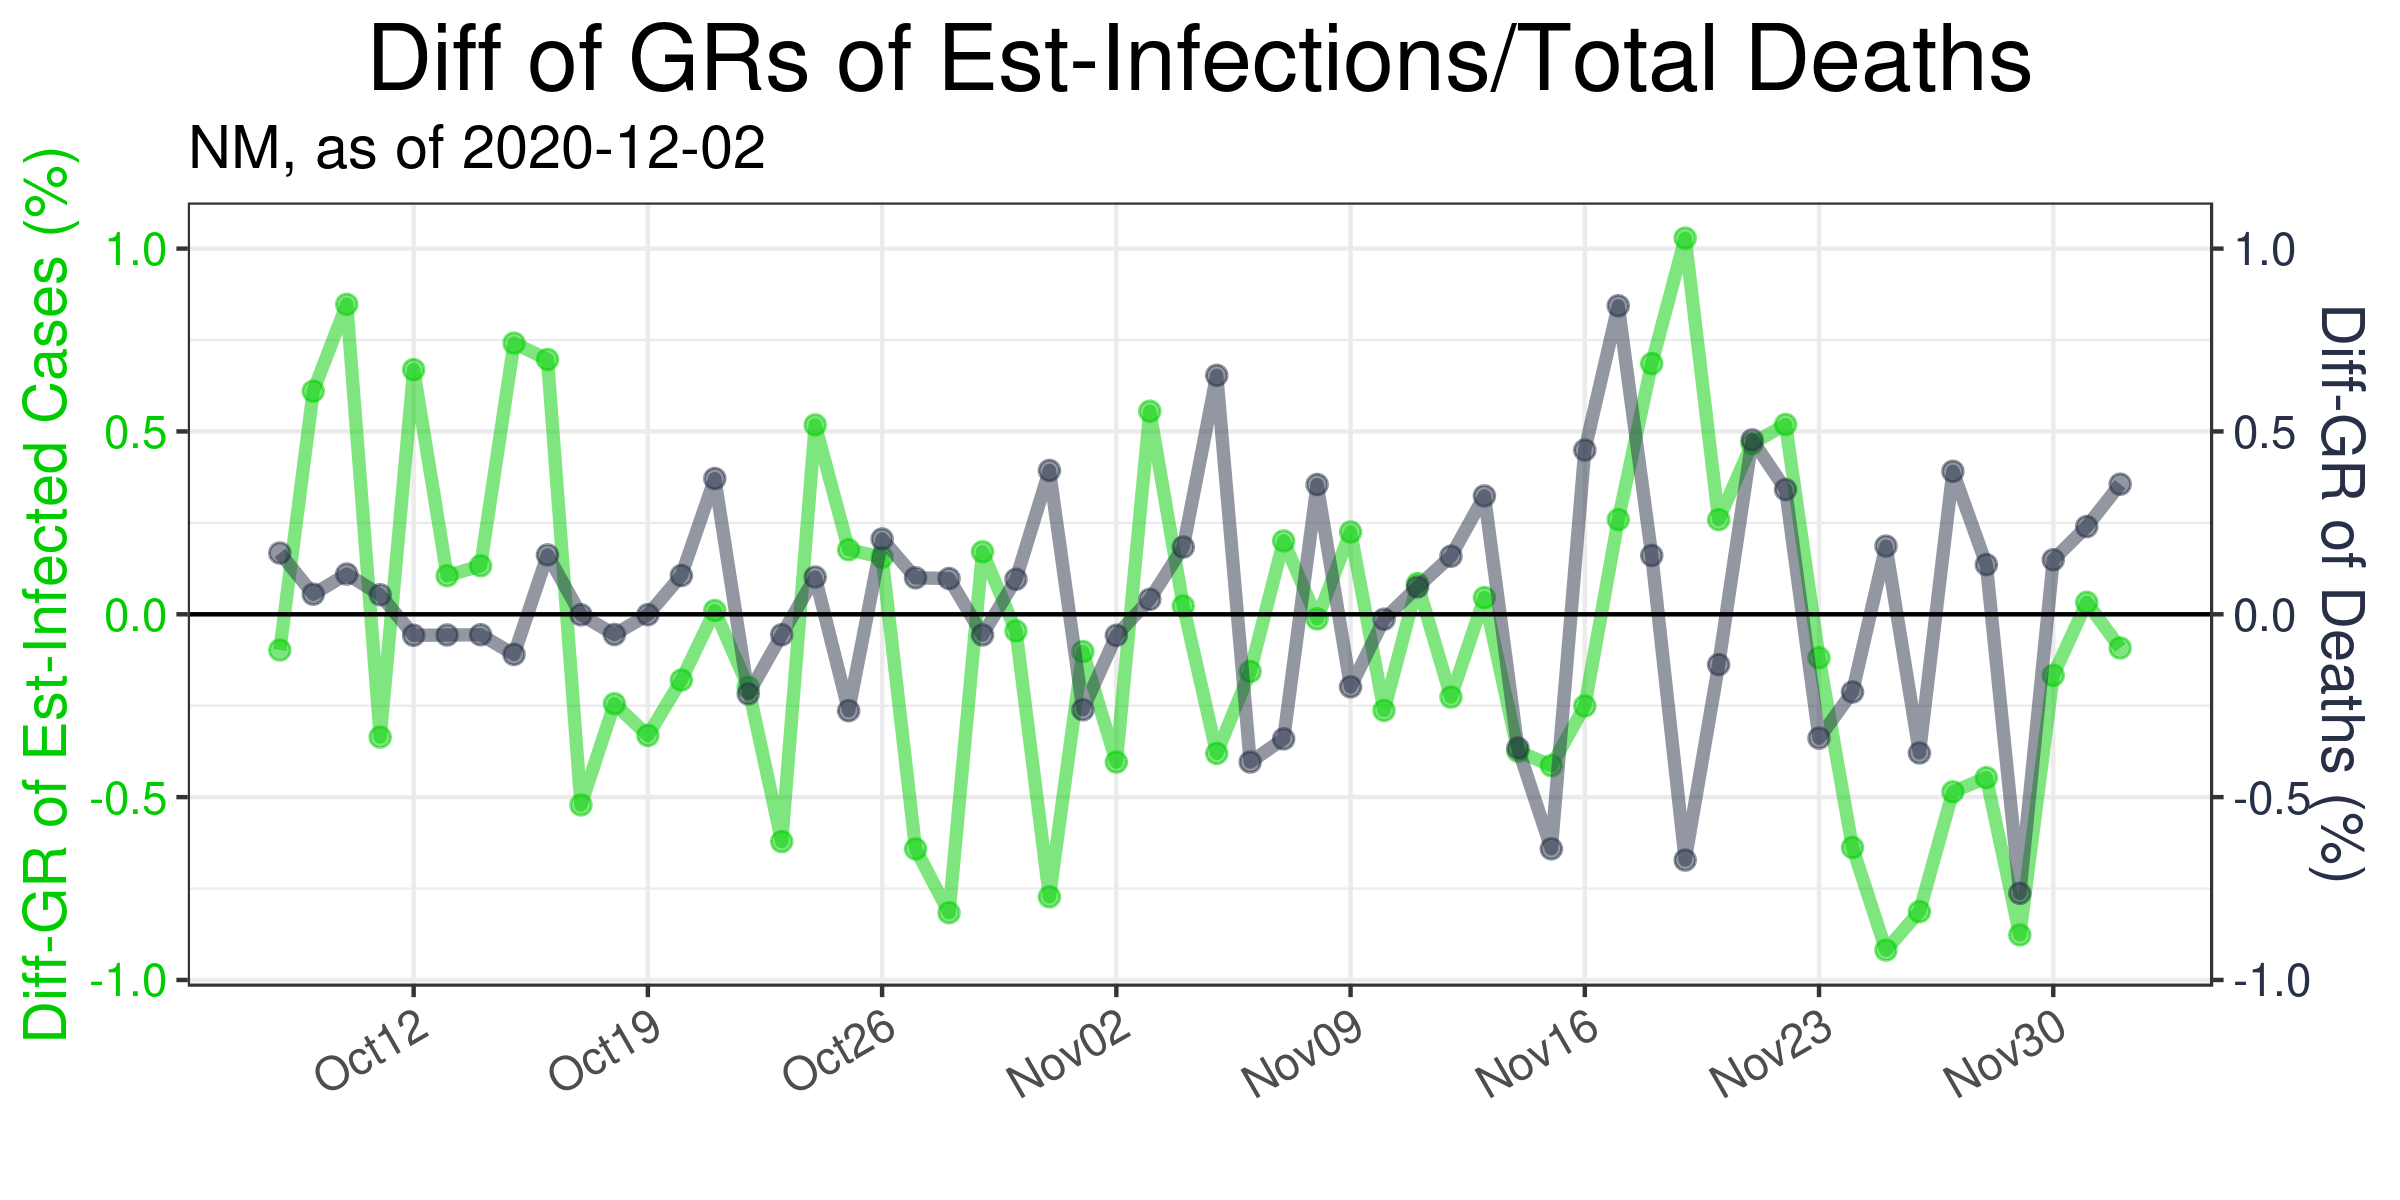 Diff of GRs of Est-Infections/Total Deaths
NM, as of 2020-12-02
Diff-GR of Est-Infected Cases (%)
1.0
0.5
0.0
-0.5
-1.0
1.0
0.5
0.0
-0.5
-1.0
Diff-GR of Deaths (%)
Oct12
Oct19
Oct26
Nov02
Nov09
Nov16
Nov23
Nov30